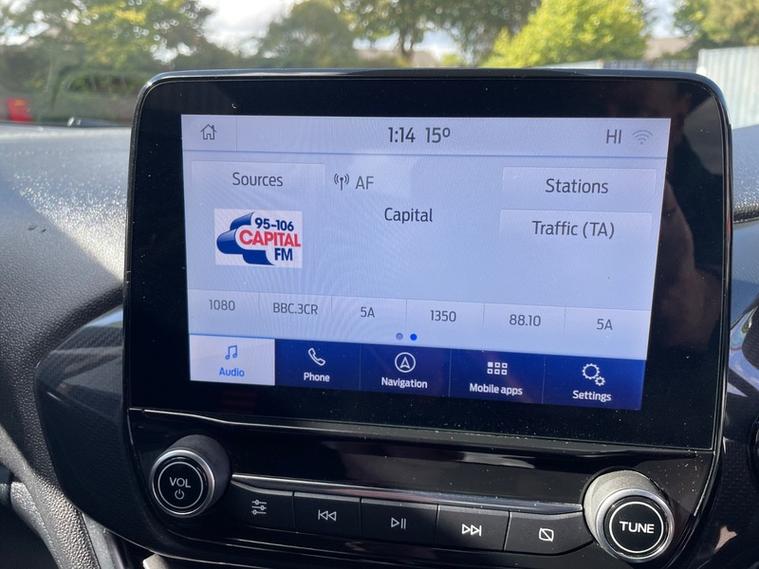 1:14 15º HI
Sources AF Stations
Capital
Traffic (TA)
95-106
CAPITAL
FM
1080 BBC.3CR 5A 1350 88.10 5A
Audio Phone Navigation Mobile apps Settings
VOL
TUNE